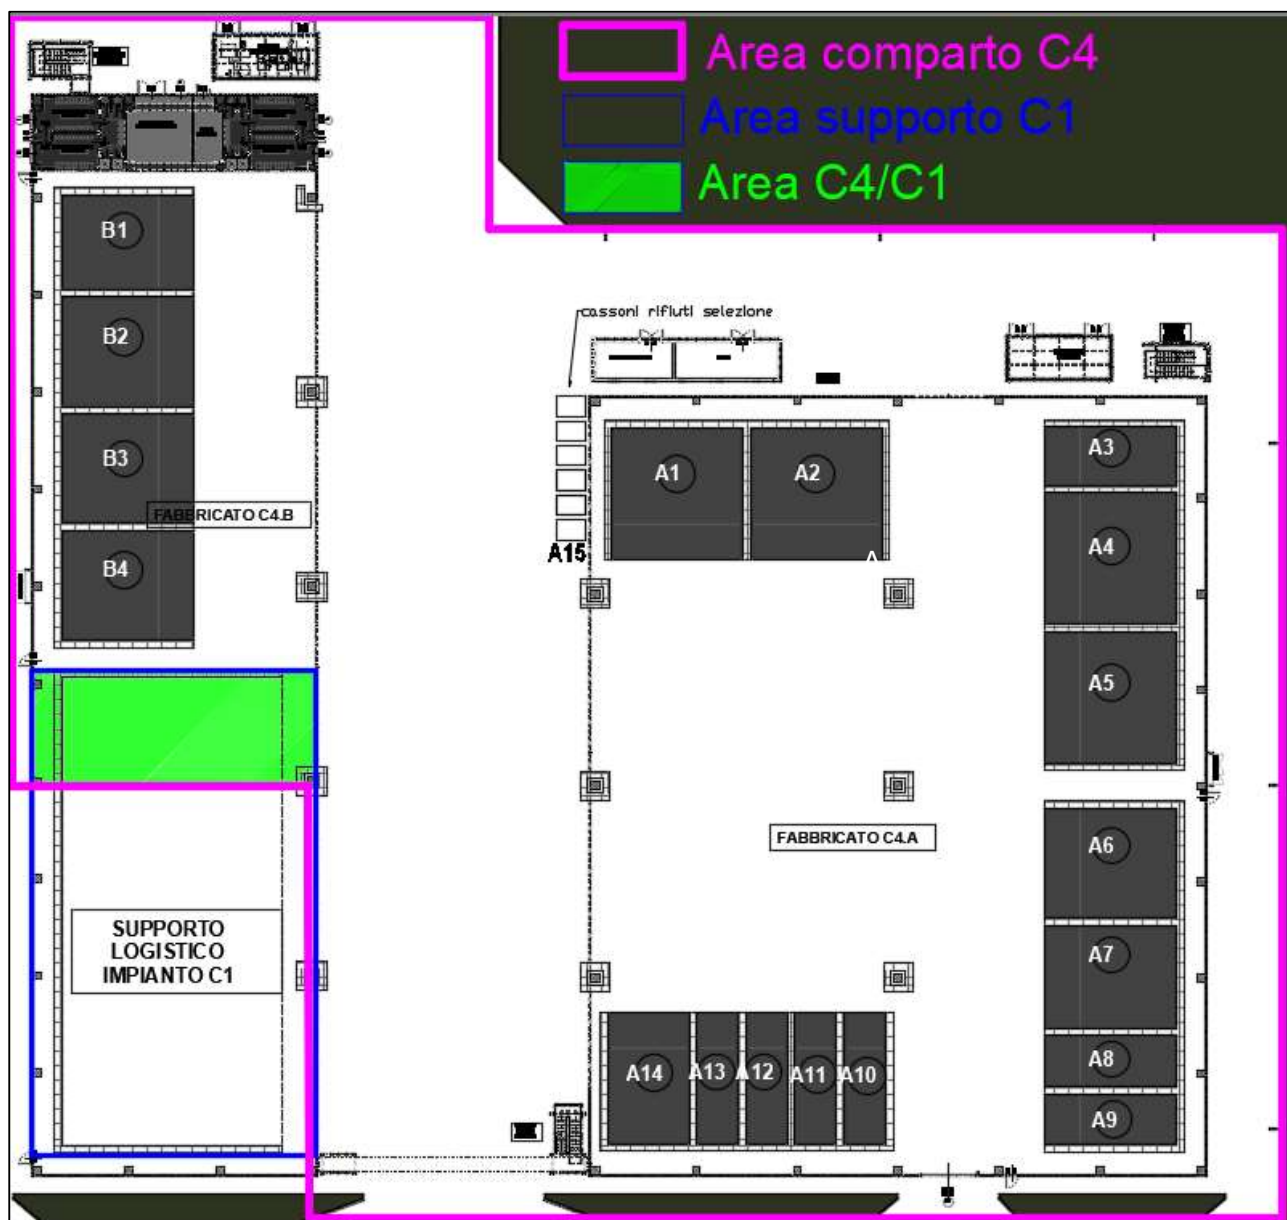 Area comparto C4
Area supporto C1
Area C4/C1
B1
B2
B3
FABBRICATO C4.B
B4
cassoni rifiuti selezione
A1
A2
A3
A4
A15
A
A5
FABBRICATO C4.A
A6
A7
A8
A9
SUPPORTO
LOGISTICO
IMPIANTO C1
A14
A13
A12
A11
A10